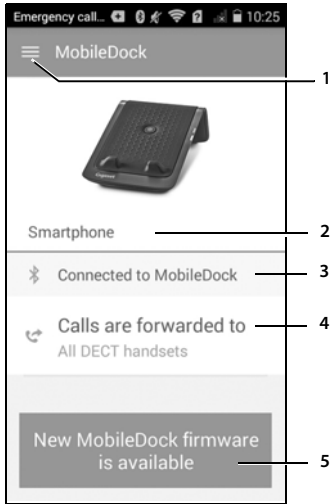 Emergency call... 10:25
MobileDock
1
Smartphone
2
Connected to MobileDock
3
Calls are forwarded to
4
All DECT handsets
New MobileDock firmware
is available
5